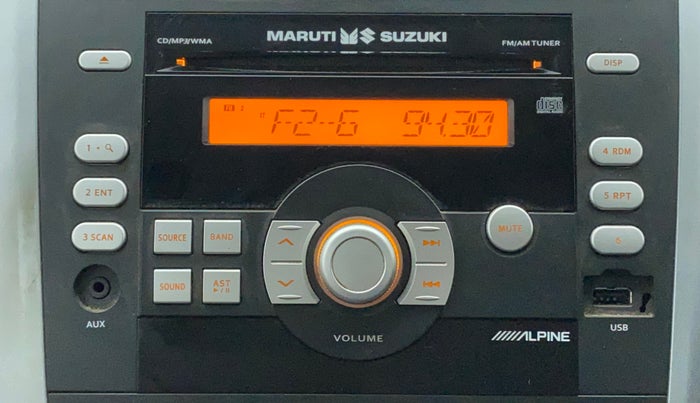 CD/MP3/WMA
MARUTI SUZUKI
FM/AM TUNER
DISP
disc
F2-6 94.30
1
4 RDM
2 ENT
5 RPT
3 SCAN
SOURCE
BAND
MUTE
6
SOUND
AST
AUX
VOLUME
ALPINE
USB